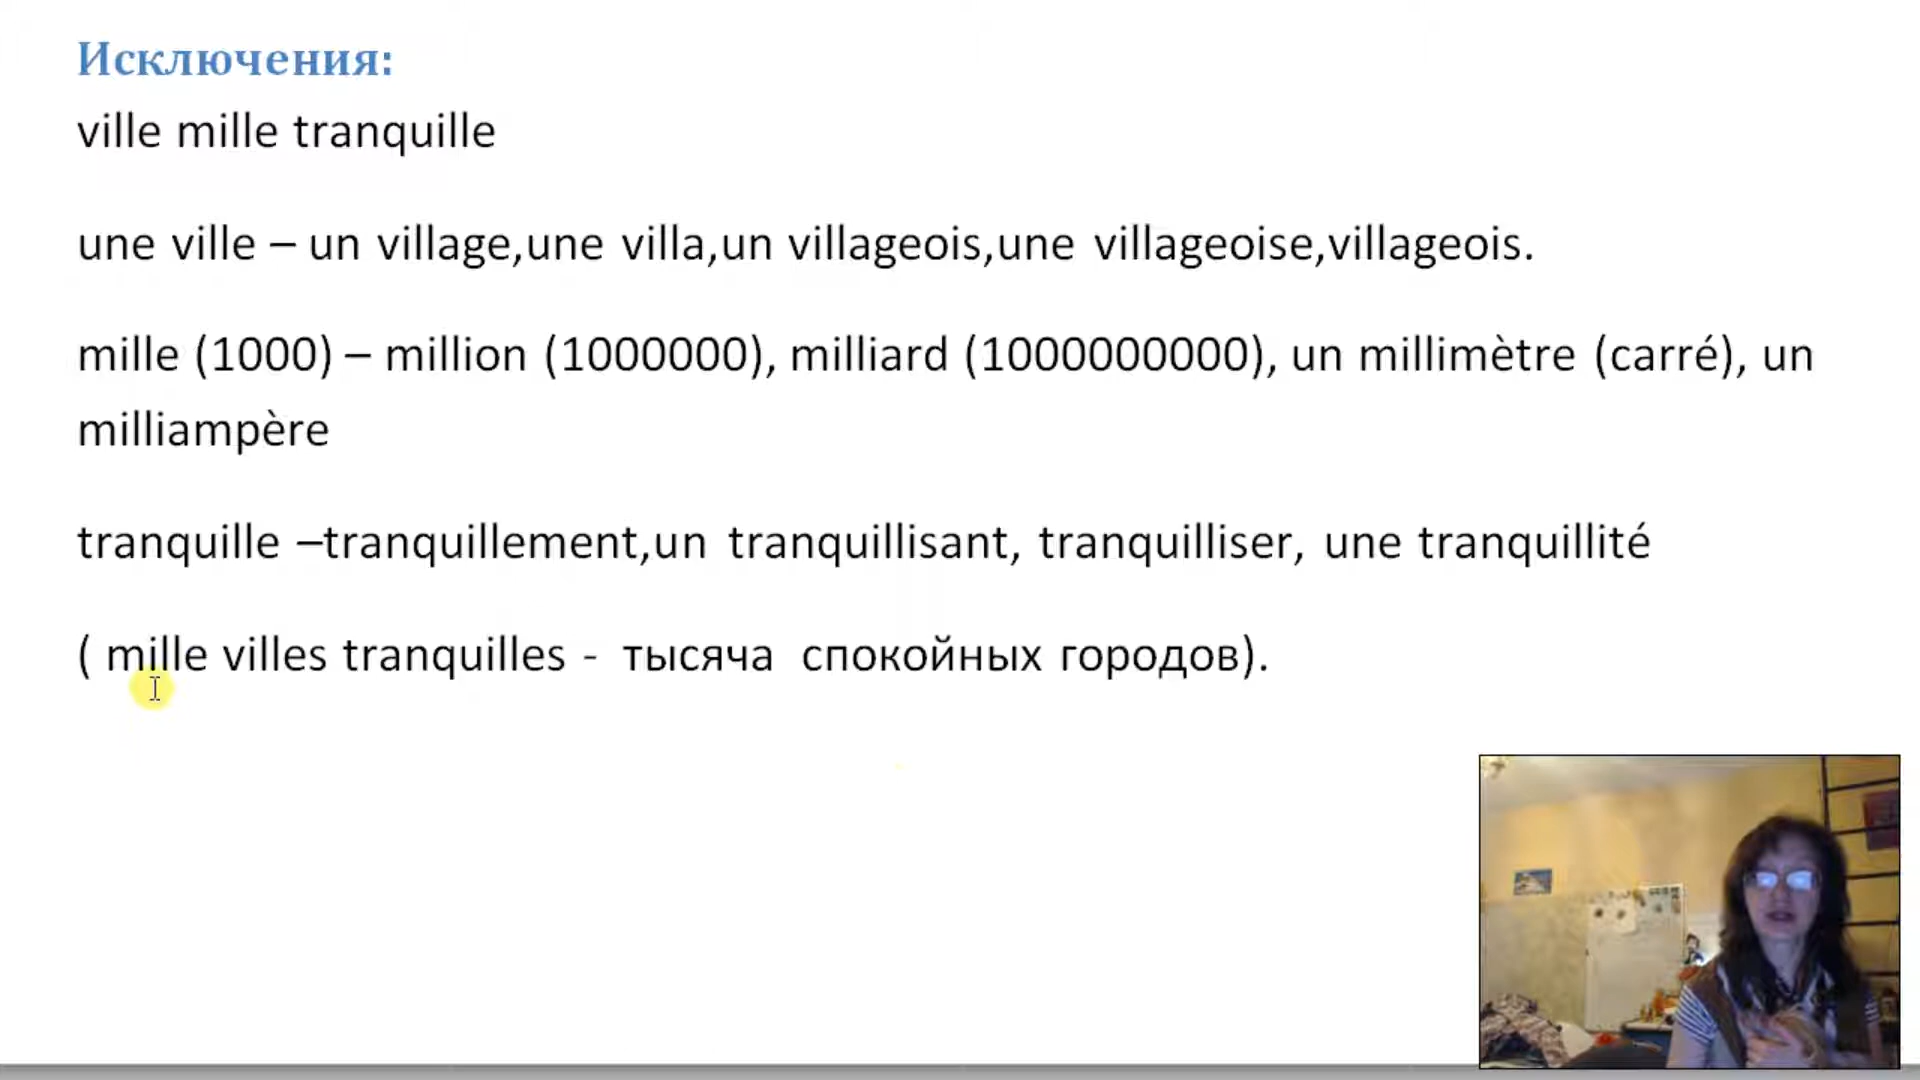 Исключения:
ville mille tranquille
une ville – un village,une villa,un villageois,une villageoise,villageois.
mille (1000) – million (1000000), milliard (1000000000), un millimètre (carré), un
milliampère
tranquille –tranquillement,un tranquillisant, tranquilliser, une tranquillité
( mille villes tranquilles - тысяча спокойных городов).